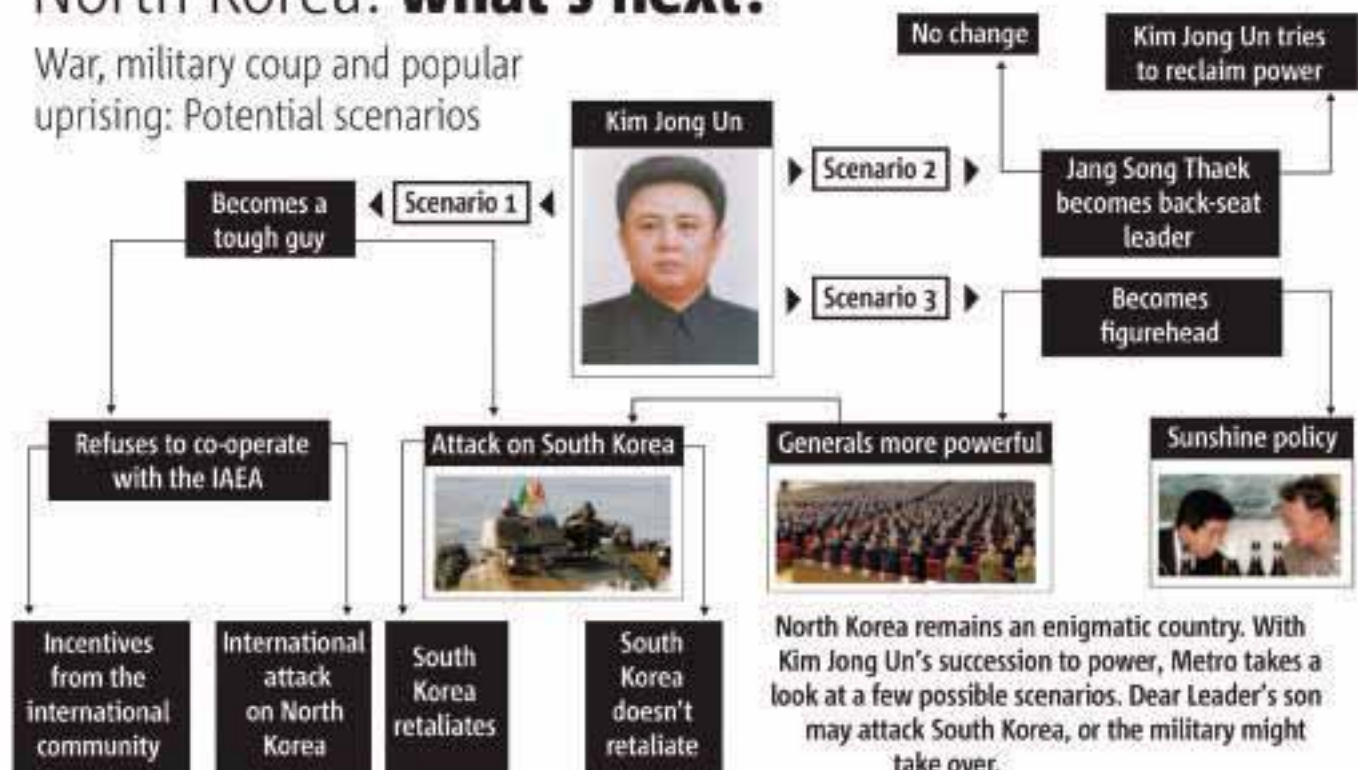 North Korea: what's next?
War, military coup and popular
uprising: Potential scenarios
Kim Jong Un
No change
Kim Jong Un tries
to reclaim power
Scenario 2
Jang Song Thaek
becomes back-seat
leader
Becomes a
tough guy
Scenario 1
Scenario 3
Becomes
figurehead
Refuses to co-operate
with the IAEA
Attack on South Korea
Generals more powerful
Sunshine policy
Incentives
from the
international
community
International
attack
on North
Korea
South
Korea
retaliates
South
Korea
doesn't
retaliate
North Korea remains an enigmatic country. With
Kim Jong Un's succession to power, Metro takes a
look at a few possible scenarios. Dear Leader's son
may attack South Korea, or the military might
take over.